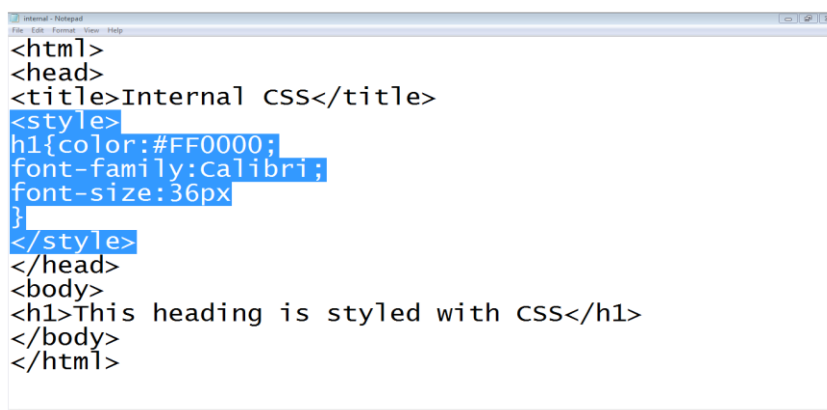 internal - Notepad
File Edit Format View Help
<html>
<head>
<title>Internal CSS</title>
<style>
h1{color:#FF0000;
font-family:Calibri;
font-size:36px
}
</style>
</head>
<body>
<h1>This heading is styled with CSS</h1>
</body>
</html>